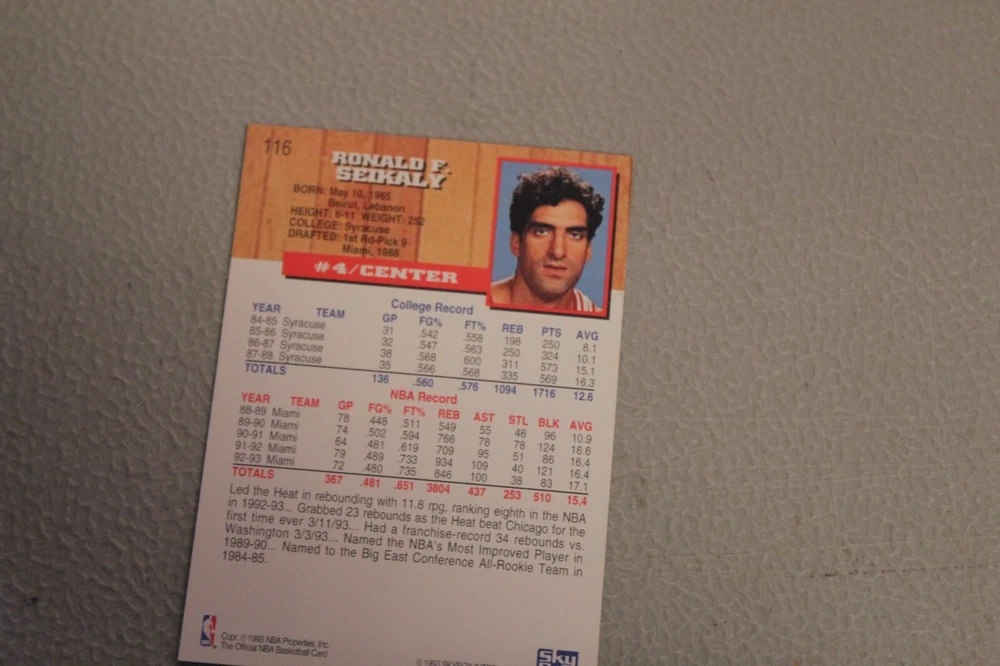 116
RONALD F.
SEIKALY
BORN: May 10, 1965
Beirut, Lebanon
HEIGHT: 6-11 WEIGHT: 252
COLLEGE: Syracuse
DRAFTED: 1st Rd-Pick 9
Miami, 1988
#4/CENTER
College Record
YEAR TEAM GP FG% FT% REB PTS AVG
84-85 Syracuse 31 .542 .558 198 250 8.1
85-86 Syracuse 32 .547 .563 250 324 10.1
86-87 Syracuse 38 .568 .600 311 573 15.1
87-88 Syracuse 35 .566 .568 335 569 16.3
TOTALS 136 .560 .576 1094 1716 12.6
NBA Record
YEAR TEAM GP FG% FT% REB AST STL BLK AVG
88-89 Miami 78 .448 .511 549 55 46 96 10.9
89-90 Miami 74 .502 .594 766 78 78 124 16.6
90-91 Miami 64 .481 .619 709 95 51 86 16.4
91-92 Miami 79 .489 .733 934 109 40 121 16.4
92-93 Miami 72 .480 .735 846 100 38 83 17.1
TOTALS 367 .481 .651 3804 437 253 510 15.4
Led the Heat in rebounding with 11.8 rpg, ranking eighth in the NBA
in 1992-93... Grabbed 23 rebounds as the Heat beat Chicago for the
first time ever 3/11/93... Had a franchise-record 34 rebounds vs.
Washington 3/3/93... Named the NBA's Most Improved Player in
1989-90... Named to the Big East Conference All-Rookie Team in
1984-85.
Copr. © 1993 NBA Properties, Inc.
The Official NBA Basketball Card
© 1993 SKYBOX
Sky